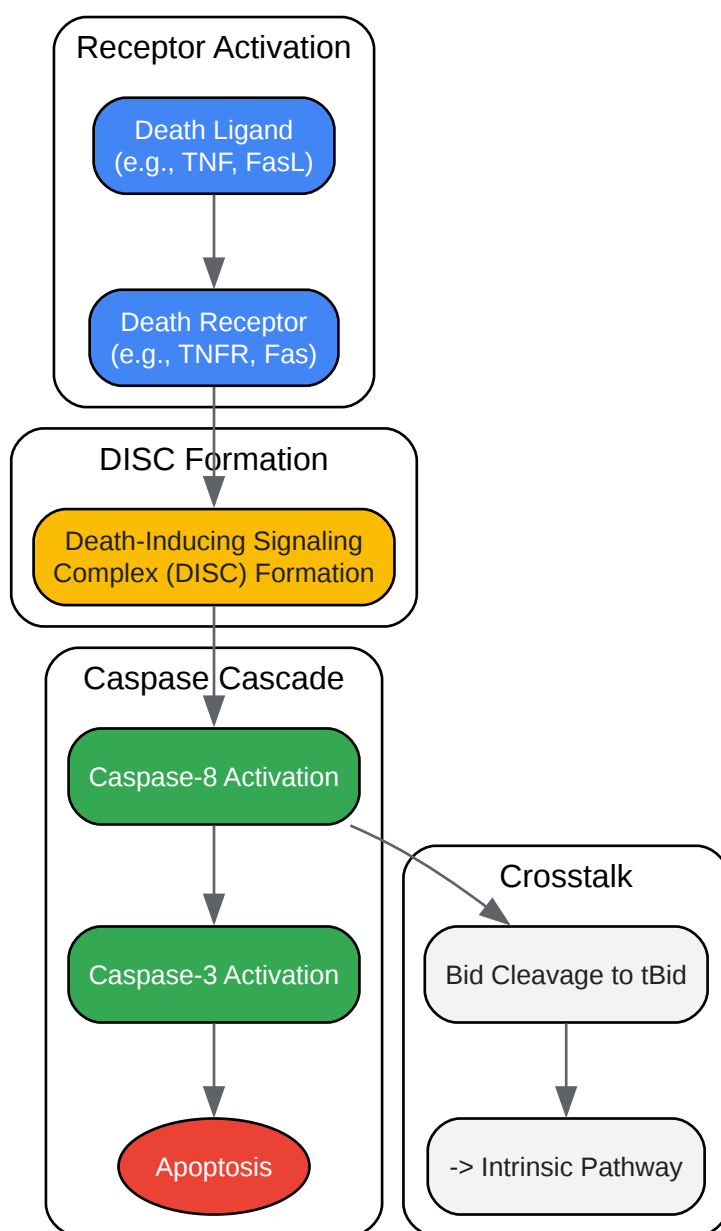 Receptor Activation
Death Ligand
(e.g., TNF, FasL)
Death Receptor
(e.g., TNFR, Fas)
DISC Formation
Death-Inducing Signaling
Complex (DISC) Formation
Caspase Cascade
Caspase-8 Activation
Caspase-3 Activation
Apoptosis
Crosstalk
Bid Cleavage to tBid
-> Intrinsic Pathway